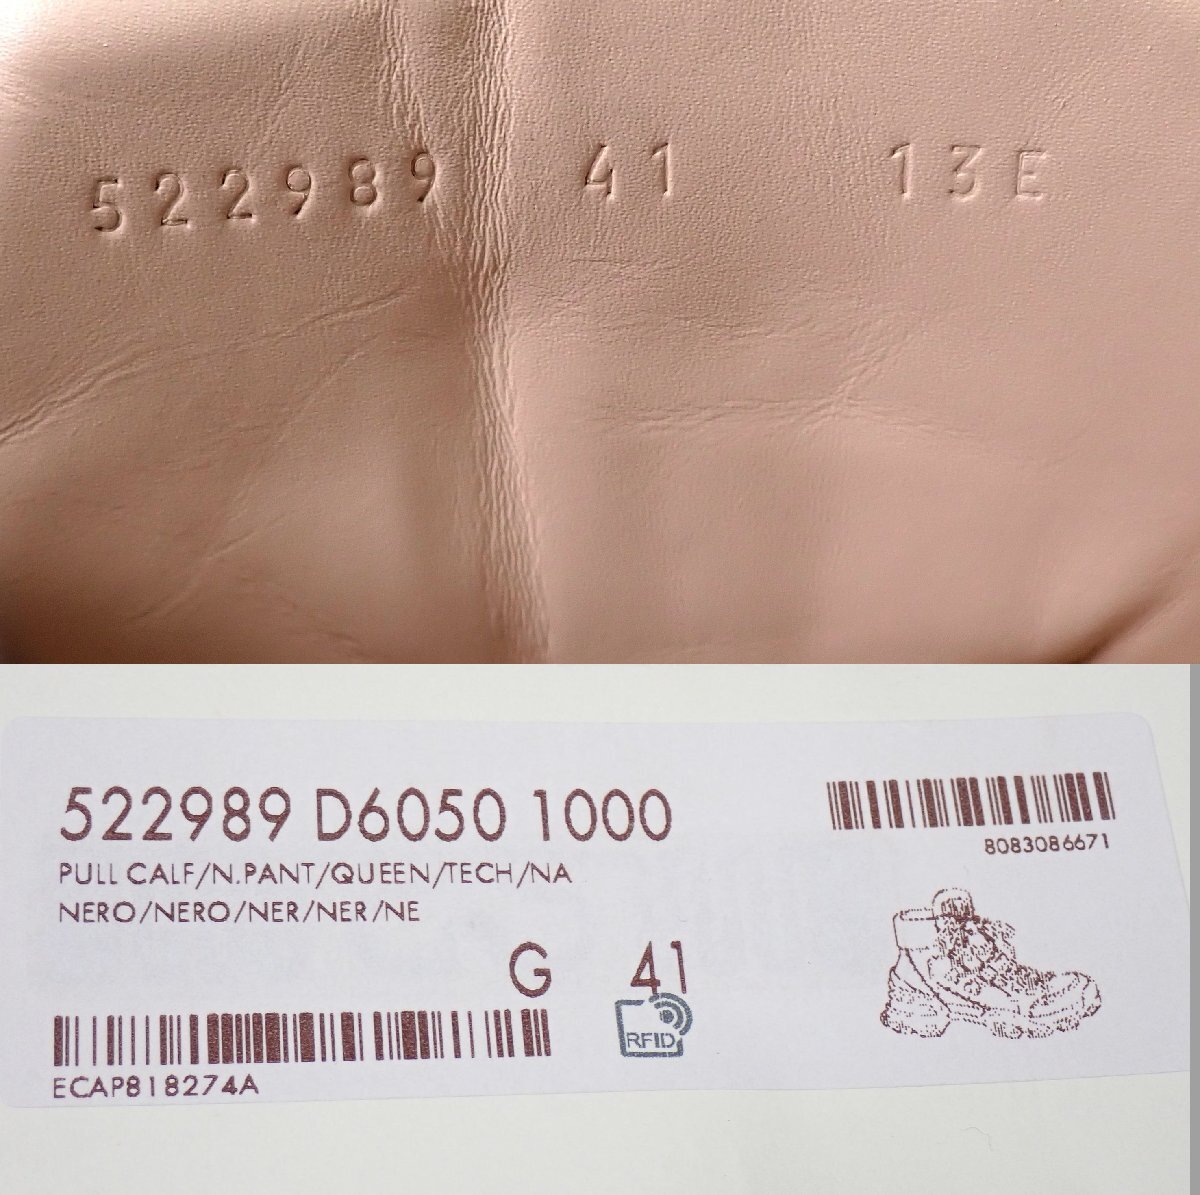 522989 41 13E
522989 D6050 1000
8083086671
PULL CALF/N.PANT/QUEEN/TECH/NA
NERO/NERO/NER/NER/NE
G 41
RFID
ECAP818274A